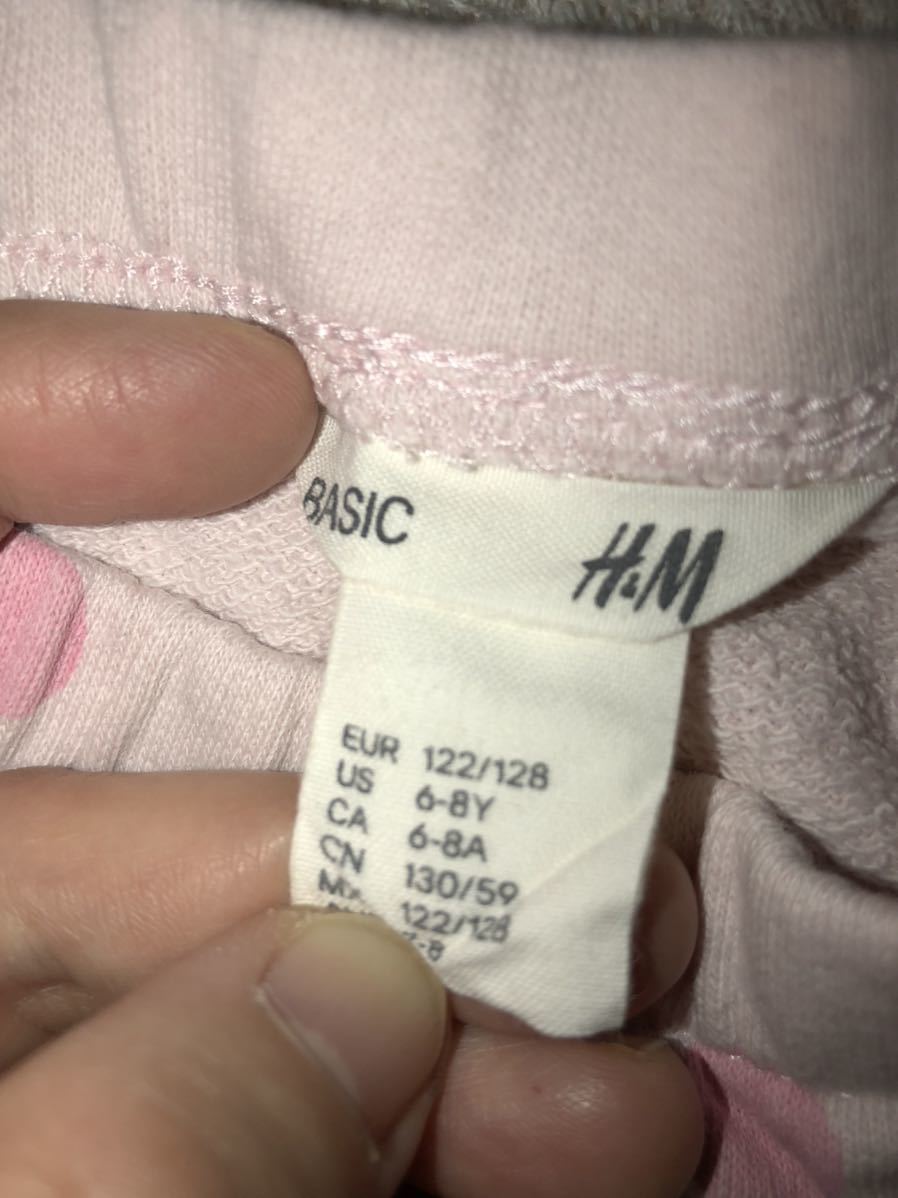 BASIC H&M
EUR 122/128
US 6-8Y
CA 6-8A
CN 130/59
MX 122/128